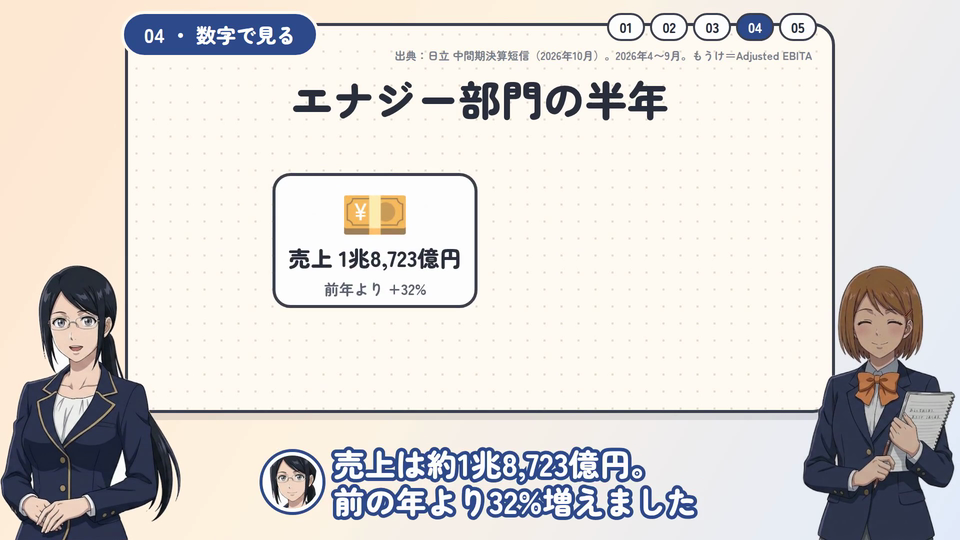 04 ・ 数字で見る
01 02 03 04 05
出典：日立 中間期決算短信（2026年10月）。2026年4〜9月。もうけ＝Adjusted EBITA
エナジー部門の半年
¥
売上 1兆8,723億円
前年より ＋32%
売上は約1兆8,723億円。
前の年より32%増えました